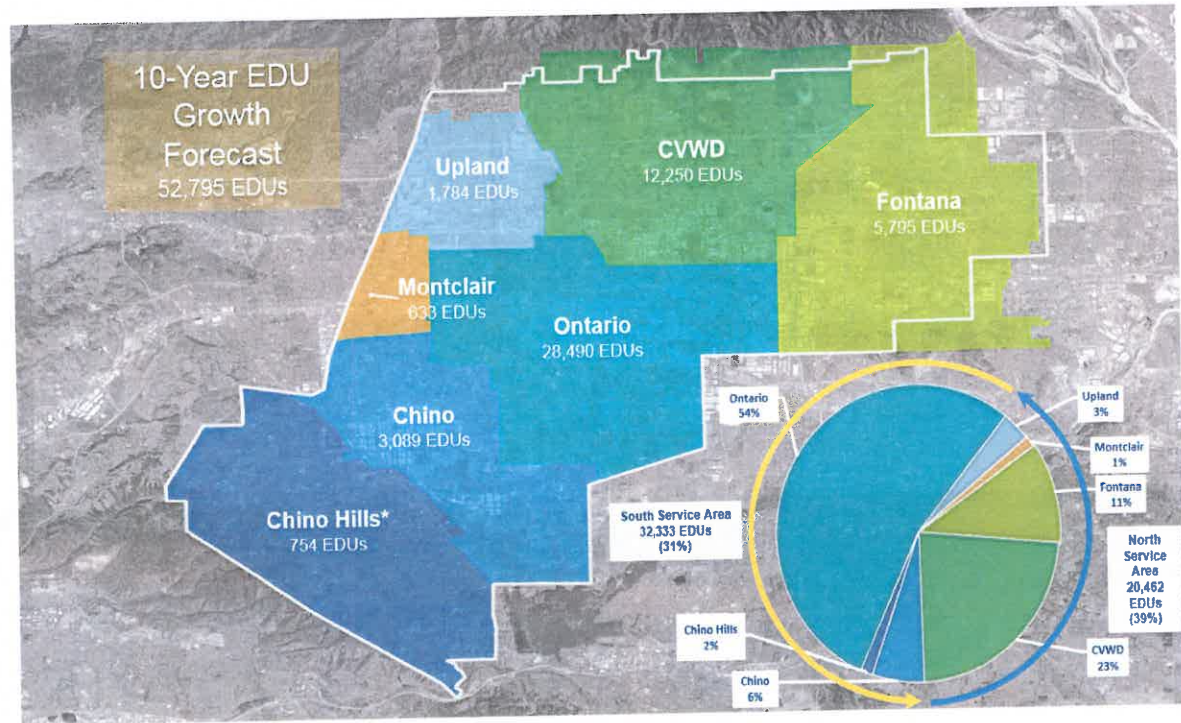 10-Year EDU
Growth
Forecast
52,795 EDUs
Upland
1,784 EDUs
CVWD
12,250 EDUs
Fontana
5,795 EDUs
Montclair
633 EDUs
Ontario
28,490 EDUs
Chino
3,089 EDUs
Chino Hills*
754 EDUs
Ontario
54%
Upland
3%
Montclair
1%
Fontana
11%
South Service Area
32,333 EDUs
(31%)
North
Service
Area
20,462
EDUs
(39%)
Chino Hills
2%
Chino
6%
CVWD
23%